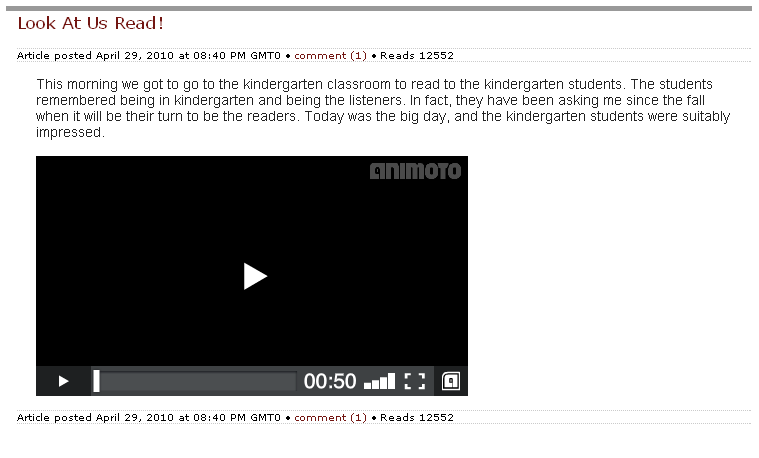 Look At Us Read!
Article posted April 29, 2010 at 08:40 PM GMT0 • comment (1) • Reads 12552
This morning we got to go to the kindergarten classroom to read to the kindergarten students. The students
remembered being in kindergarten and being the listeners. In fact, they have been asking me since the fall
when it will be their turn to be the readers. Today was the big day, and the kindergarten students were suitably
impressed.
ANIMOTO
00:50
Article posted April 29, 2010 at 08:40 PM GMT0 • comment (1) • Reads 12552